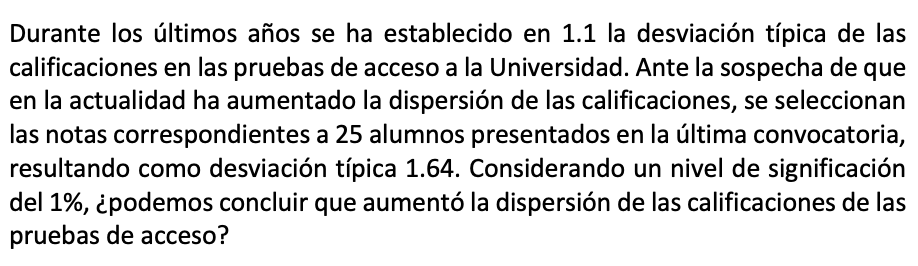 Durante los últimos años se ha establecido en 1.1 la desviación típica de las
calificaciones en las pruebas de acceso a la Universidad. Ante la sospecha de que
en la actualidad ha aumentado la dispersión de las calificaciones, se seleccionan
las notas correspondientes a 25 alumnos presentados en la última convocatoria,
resultando como desviación típica 1.64. Considerando un nivel de significación
del 1%, ¿podemos concluir que aumentó la dispersión de las calificaciones de las
pruebas de acceso?